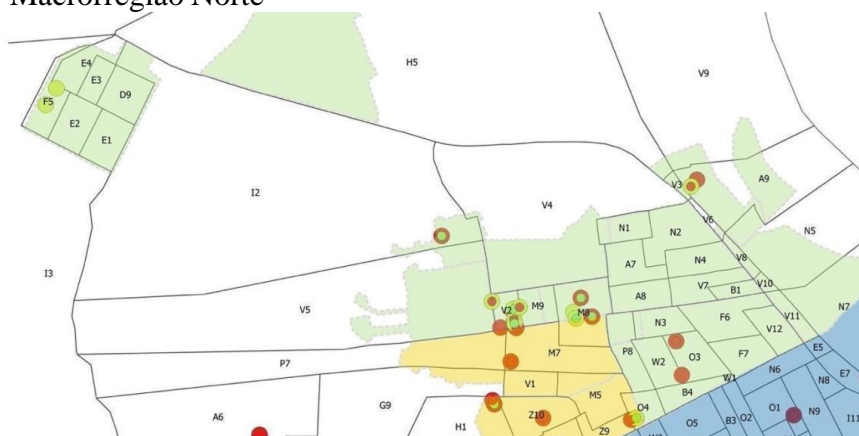 Macrorregião Norte
H5
V9
E4
E3
D9
F5
E2
E1
V3
A9
I2
V4
V6
N1
N2
N5
I3
A7
N4
V8
V7
B1
V10
V5
V2
M9
M8
A8
N7
N3
F6
V11
V12
P7
M7
P8
W2
O3
F7
E5
V1
M5
W1
N6
E7
B4
N8
A6
G9
H1
Z10
Z9
O4
O5
B3
O2
O1
N9
I11